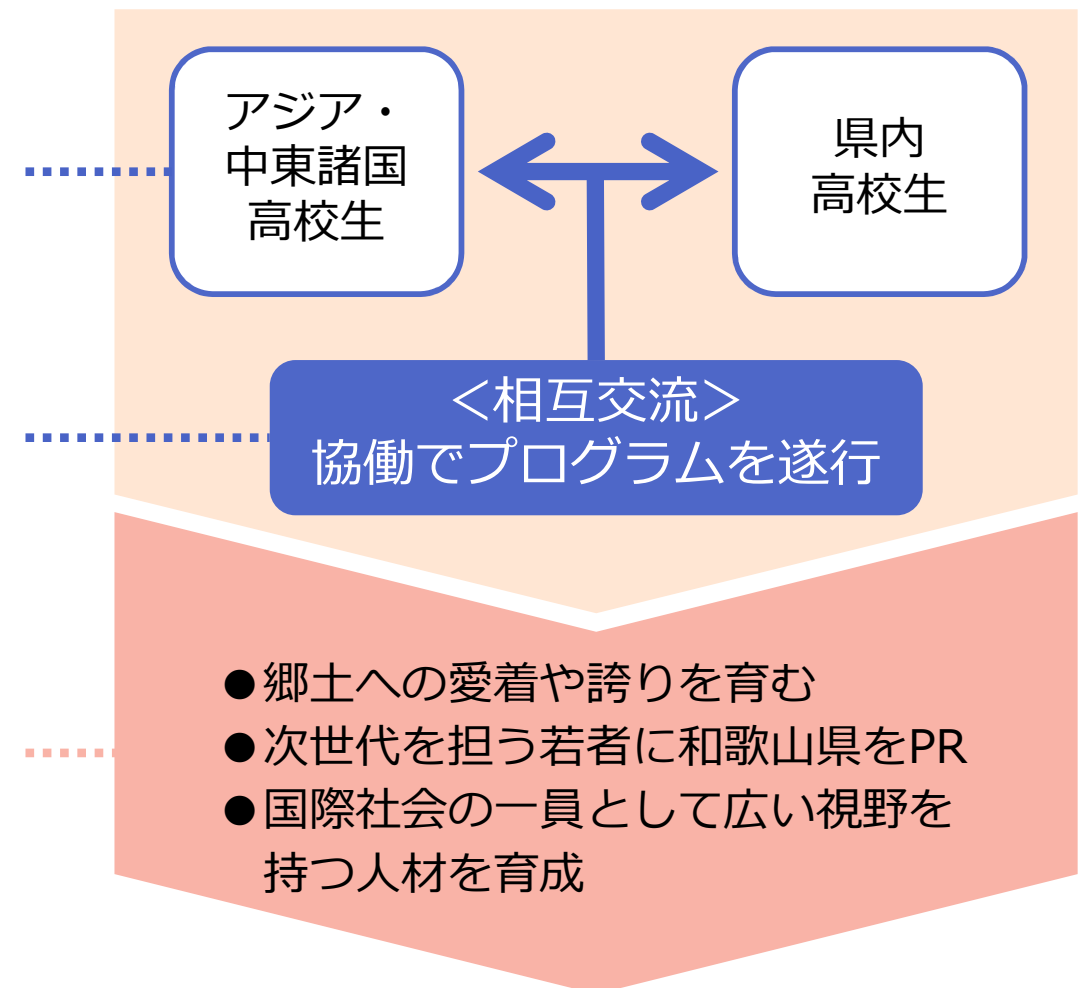 アジア・
中東諸国
高校生
県内
高校生
＜相互交流＞
協働でプログラムを遂行
●郷土への愛着や誇りを育む
●次世代を担う若者に和歌山県をPR
●国際社会の一員として広い視野を
持つ人材を育成